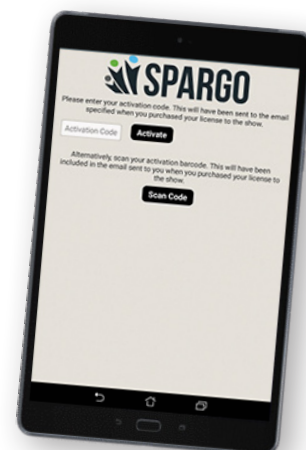 SPARGO
Please enter your activation code. This will have been sent to the email
specified when you purchased your license to the show.
Activation Code
Activate
Alternatively, scan your activation barcode. This will have been
included in the email sent to you when you purchased your license to
the show.
Scan Code